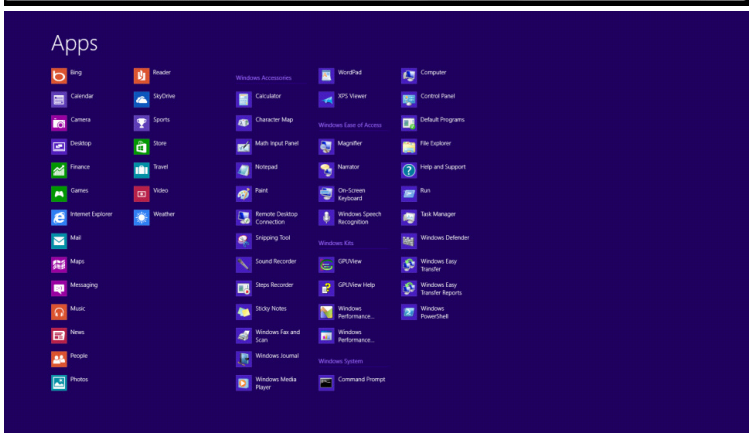 Apps
Bing
Calendar
Camera
Desktop
Finance
Games
Internet Explorer
Mail
Maps
Messaging
Music
News
People
Photos
Reader
SkyDrive
Sports
Store
Travel
Video
Weather
Windows Accessories
Calculator
Character Map
Math Input Panel
Notepad
Paint
Remote Desktop
Connection
Snipping Tool
Sound Recorder
Steps Recorder
Sticky Notes
Windows Fax and
Scan
Windows Journal
Windows Media
Player
WordPad
XPS Viewer
Windows Ease of Access
Magnifier
Narrator
On-Screen
Keyboard
Windows Speech
Recognition
Windows Kits
GPUView
GPUView Help
Windows
Performance...
Windows
Performance...
Windows System
Command Prompt
Computer
Control Panel
Default Programs
File Explorer
Help and Support
Run
Task Manager
Windows Defender
Windows Easy
Transfer
Windows Easy
Transfer Reports
Windows
PowerShell